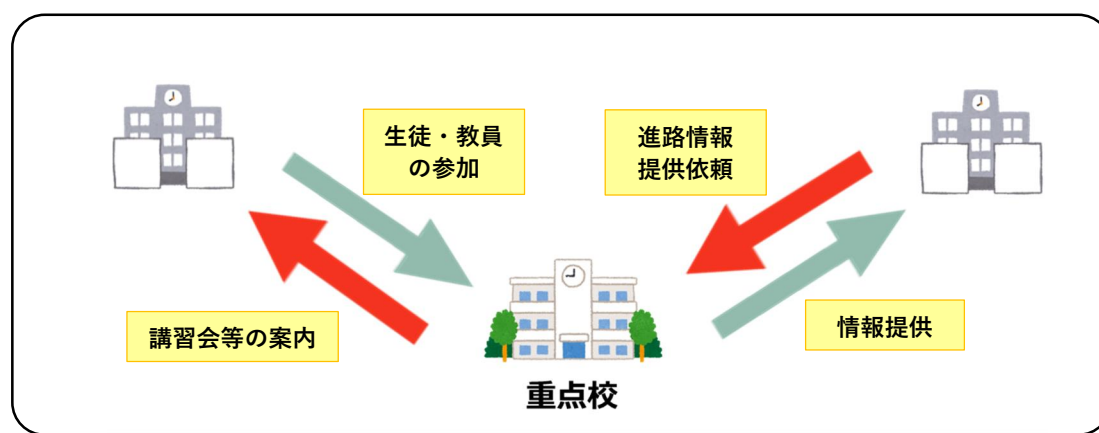 生徒・教員
の参加
進路情報
提供依頼
講習会等の案内
情報提供
重点校